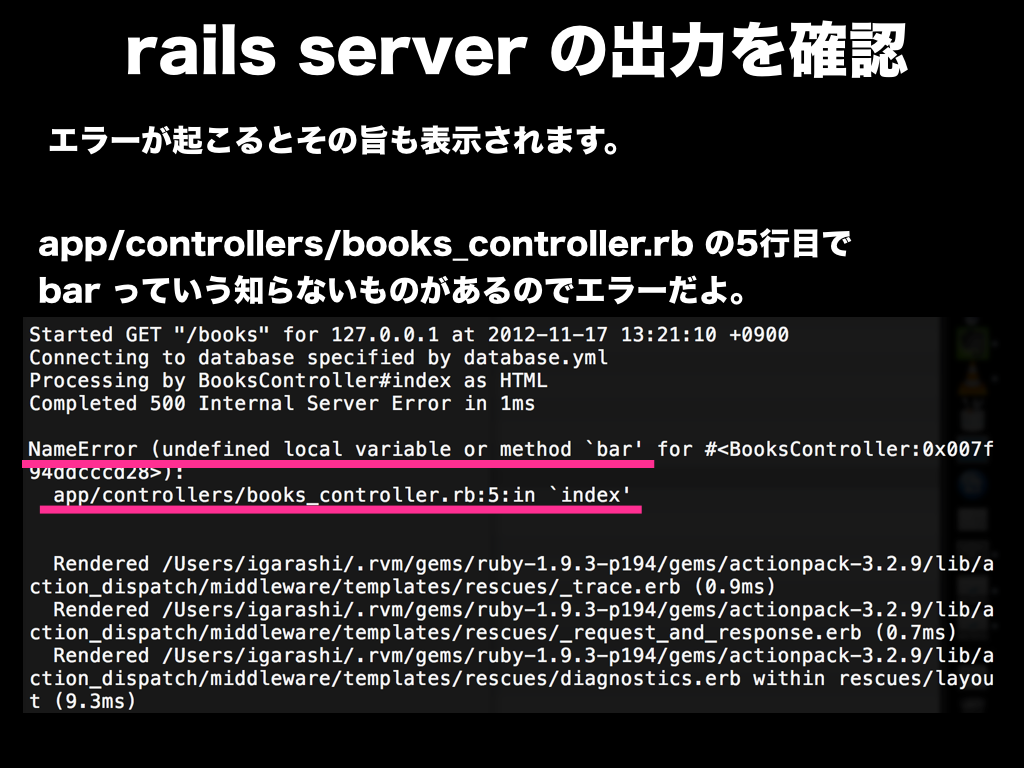 rails server の出力を確認
エラーが起こるとその旨も表示されます。
app/controllers/books_controller.rb の5行目で
bar っていう知らないものがあるのでエラーだよ。
Started GET "/books" for 127.0.0.1 at 2012-11-17 13:21:10 +0900
Connecting to database specified by database.yml
Processing by BooksController#index as HTML
Completed 500 Internal Server Error in 1ms
NameError (undefined local variable or method `bar' for #<BooksController:0x007f
94ddcccd28>):
app/controllers/books_controller.rb:5:in `index'
Rendered /Users/igarashi/.rvm/gems/ruby-1.9.3-p194/gems/actionpack-3.2.9/lib/a
ction_dispatch/middleware/templates/rescues/_trace.erb (0.9ms)
Rendered /Users/igarashi/.rvm/gems/ruby-1.9.3-p194/gems/actionpack-3.2.9/lib/a
ction_dispatch/middleware/templates/rescues/_request_and_response.erb (0.7ms)
Rendered /Users/igarashi/.rvm/gems/ruby-1.9.3-p194/gems/actionpack-3.2.9/lib/a
ction_dispatch/middleware/templates/rescues/diagnostics.erb within rescues/layou
t (9.3ms)